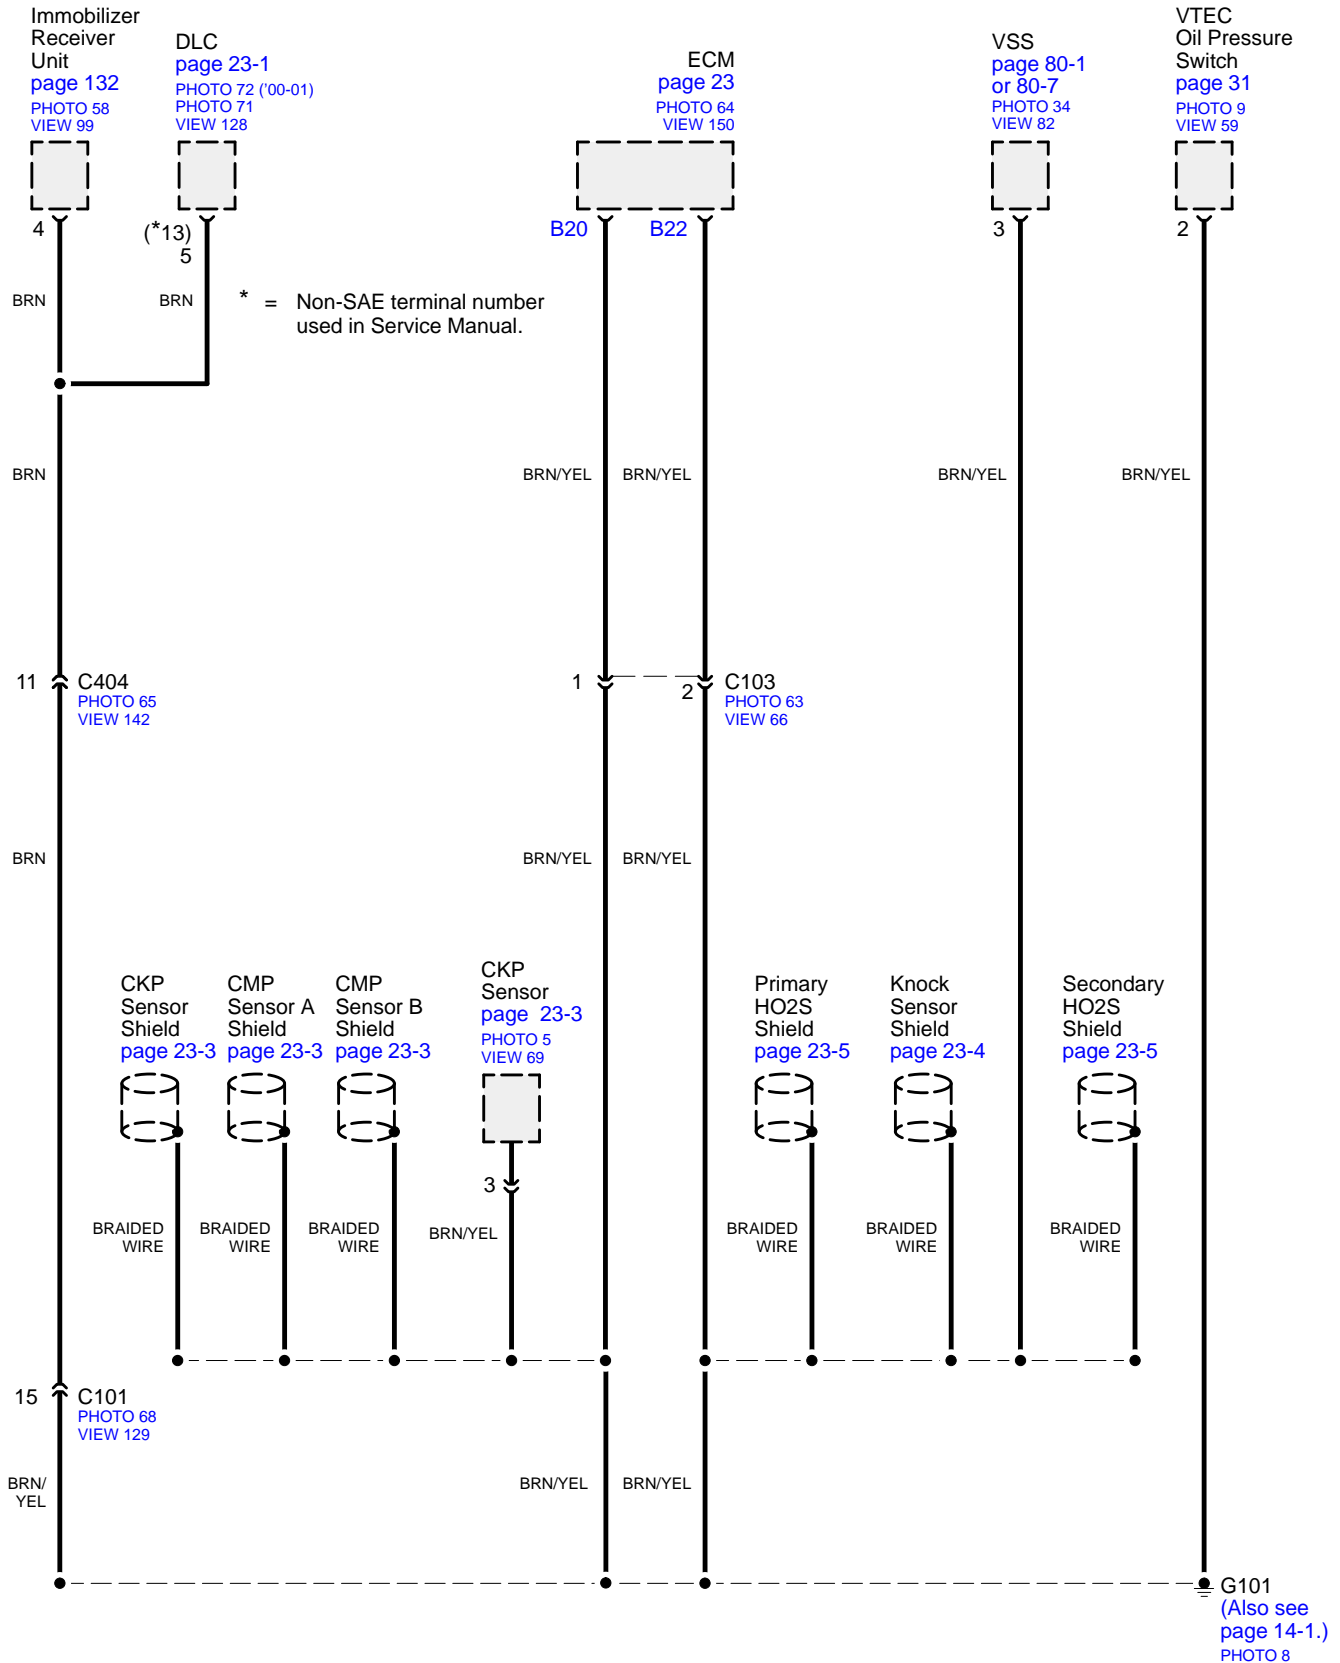 Immobilizer
Receiver
Unit
page 132
PHOTO 58
VIEW 99
DLC
page 23-1
PHOTO 72 ('00-01)
PHOTO 71
VIEW 128
ECM
page 23
PHOTO 64
VIEW 150
VSS
page 80-1
or 80-7
PHOTO 34
VIEW 82
VTEC
Oil Pressure
Switch
page 31
PHOTO 9
VIEW 59
4
(*13)
5
B20
B22
3
2
BRN
BRN
* = Non-SAE terminal number
used in Service Manual.
BRN
BRN/YEL
BRN/YEL
BRN/YEL
BRN/YEL
11
C404
PHOTO 65
VIEW 142
1
2
C103
PHOTO 63
VIEW 66
BRN
BRN/YEL
BRN/YEL
CKP
Sensor
Shield
page 23-3
CMP
Sensor A
Shield
page 23-3
CMP
Sensor B
Shield
page 23-3
CKP
Sensor
page 23-3
PHOTO 5
VIEW 69
Primary
HO2S
Shield
page 23-5
Knock
Sensor
Shield
page 23-4
Secondary
HO2S
Shield
page 23-5
3
BRAIDED
WIRE
BRAIDED
WIRE
BRAIDED
WIRE
BRN/YEL
BRAIDED
WIRE
BRAIDED
WIRE
BRAIDED
WIRE
15
C101
PHOTO 68
VIEW 129
BRN/
YEL
BRN/YEL
BRN/YEL
G101
(Also see
page 14-1.)
PHOTO 8